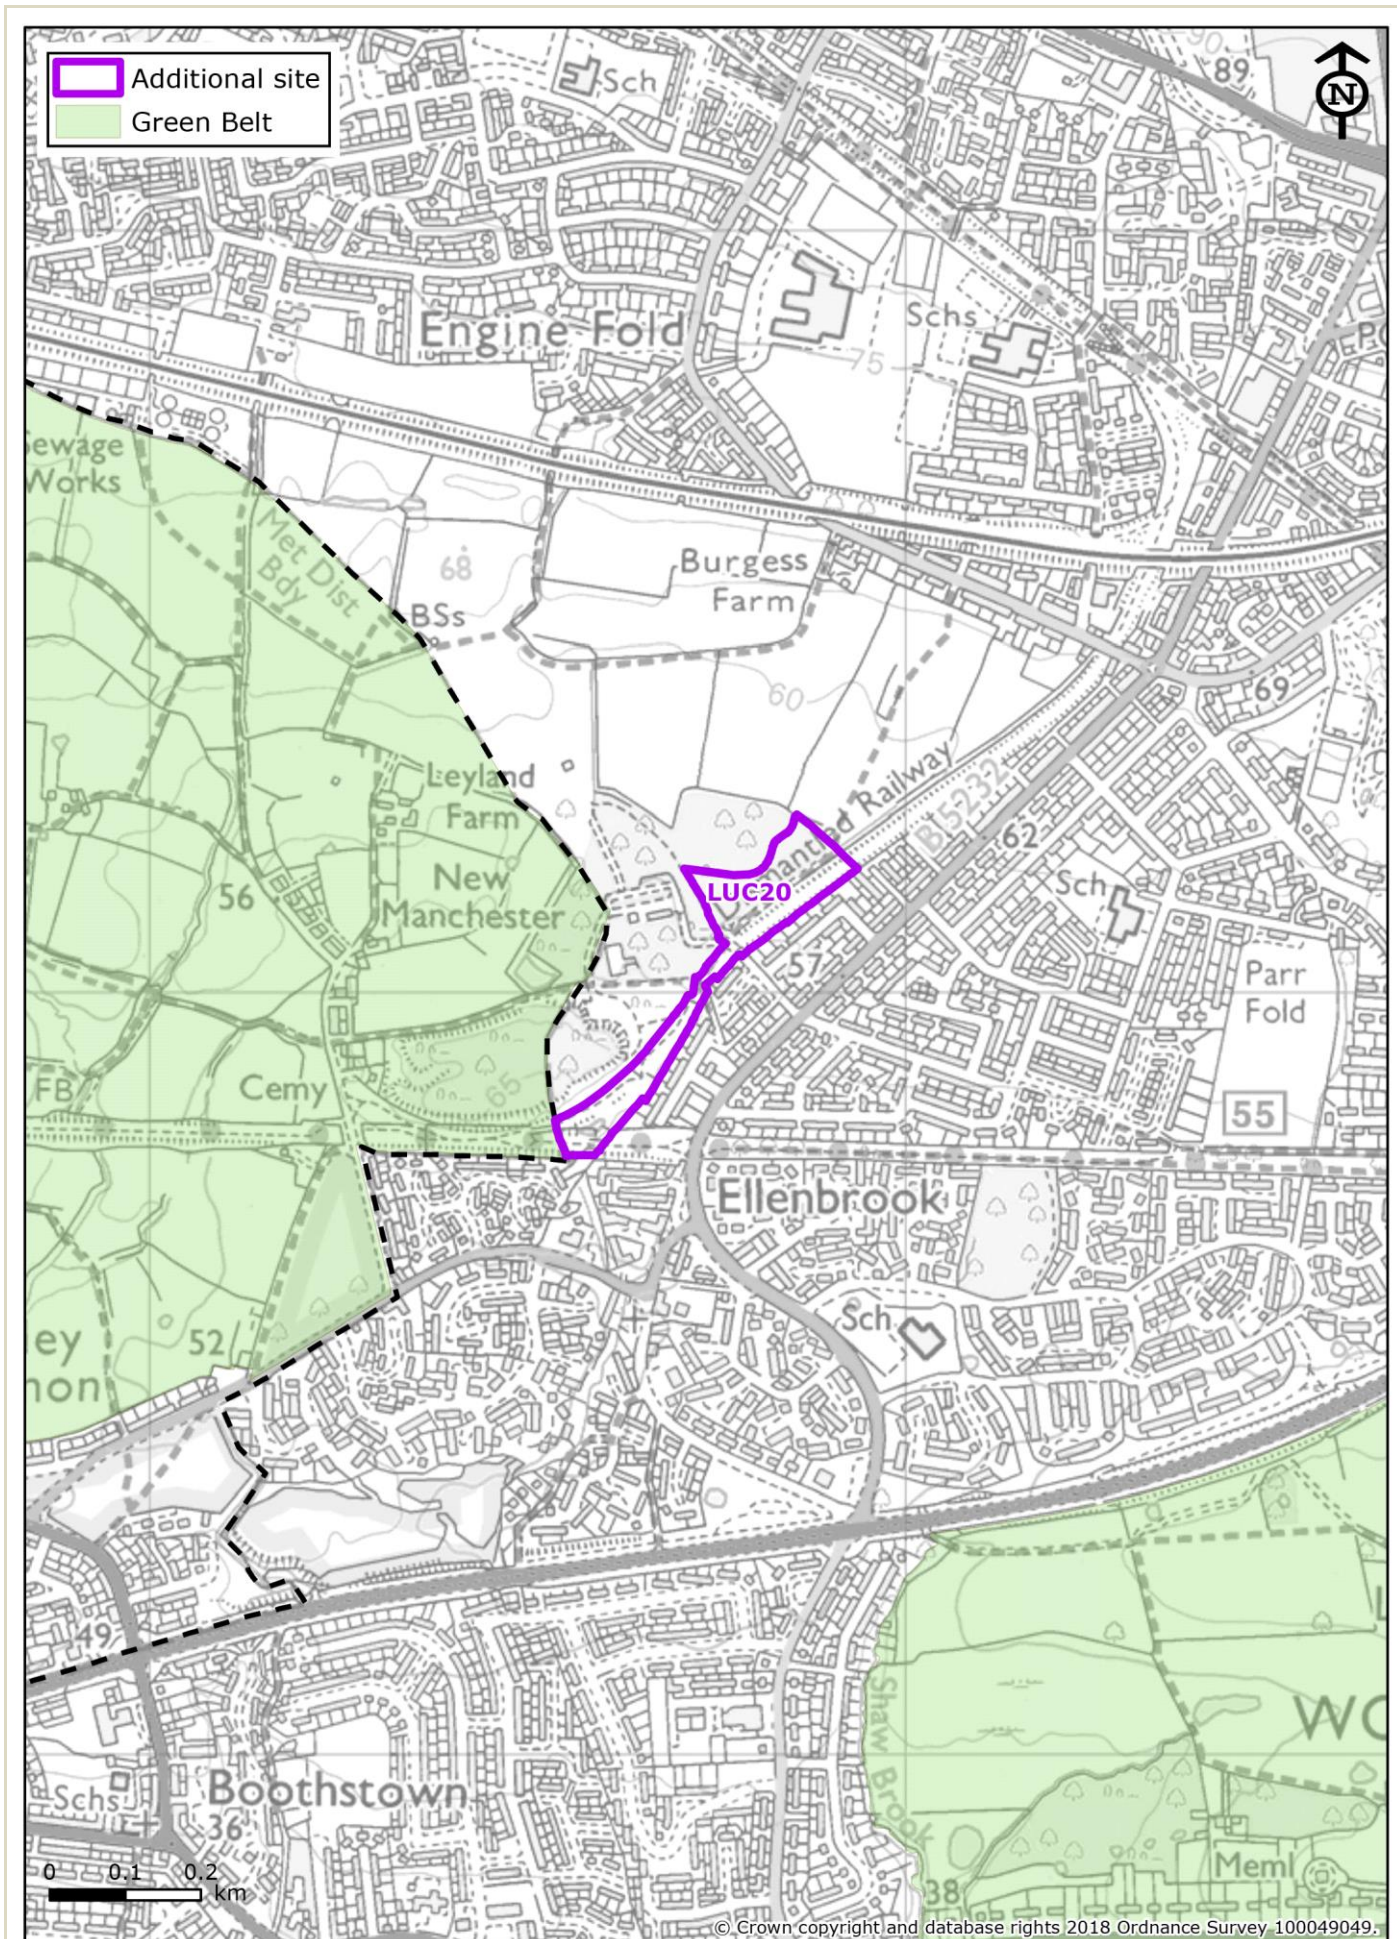 Additional site
Green Belt
N
Sch
90
89
Engine Fold
Schs
75
Sewage
Works
Met Dist
Bdy
68
BSs
Burgess
Farm
60
69
Leyland
Farm
Railway
B5232
62
56
New
Manchester
LUC20
Sch
57
Parr
Fold
FB
Cemy
65
55
Ellenbrook
52
Sch
49
Shaw Brook
Schs
Boothstown
36
Meml
38
0 0.1 0.2
km
© Crown copyright and database rights 2018 Ordnance Survey 100049049.